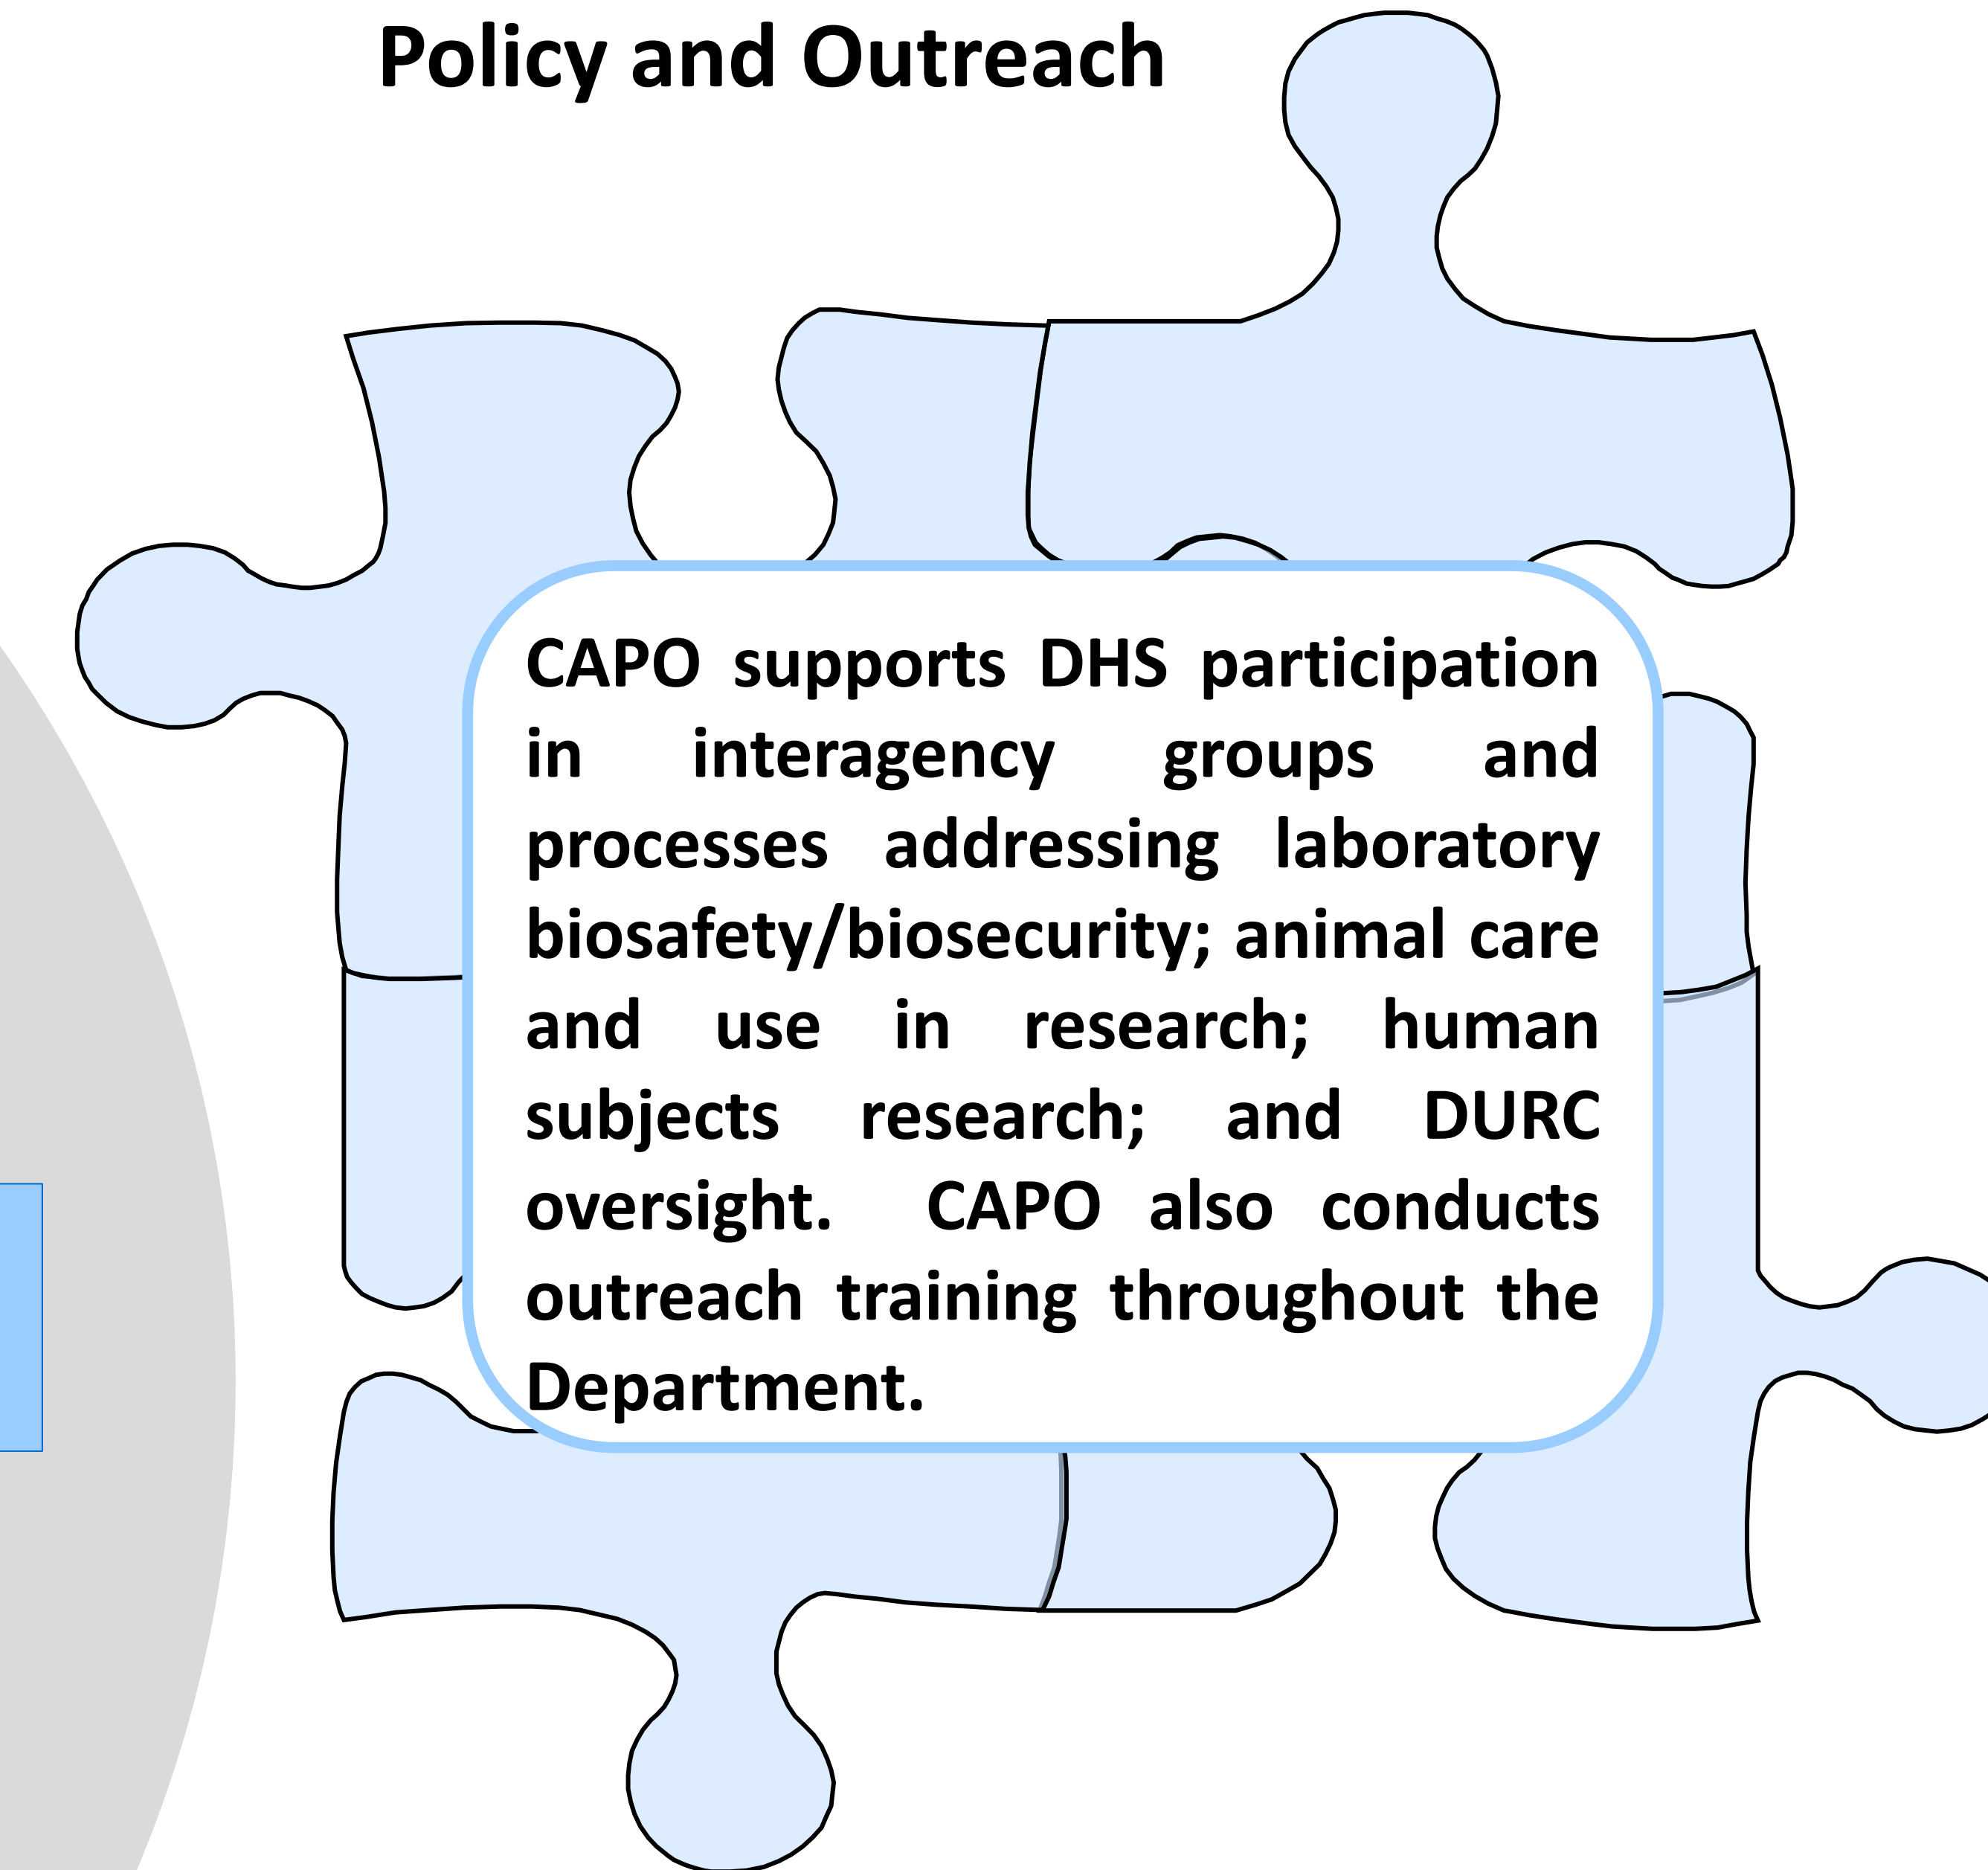 Policy and Outreach
CAPO supports DHS participation
in interagency groups and
processes addressing laboratory
biosafety/biosecurity; animal care
and use in research; human
subjects research; and DURC
oversight. CAPO also conducts
outreach training throughout the
Department.